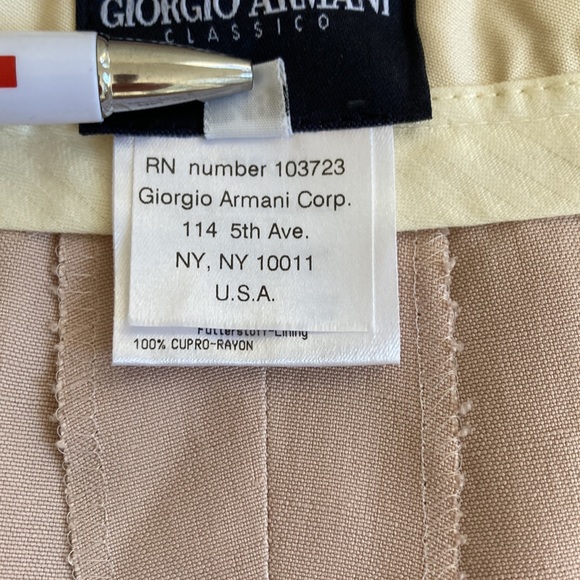 GIORGIO ARMANI
CLASSICO
RN number 103723
Giorgio Armani Corp.
114 5th Ave.
NY, NY 10011
U.S.A.
Futterstoff-Lining
100% CUPRO-RAYON